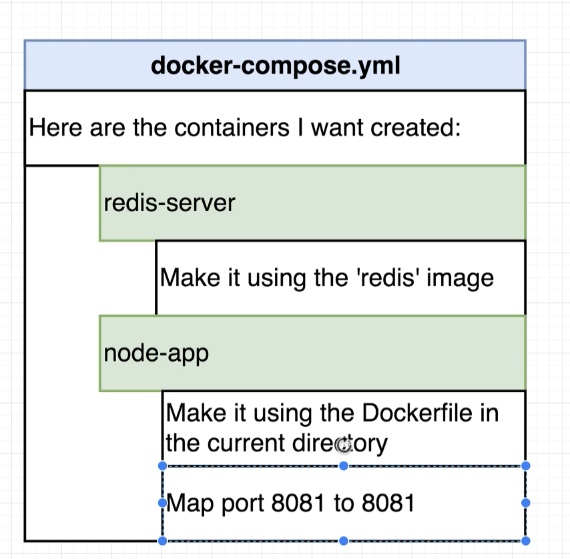 docker-compose.yml
Here are the containers I want created:
redis-server
Make it using the 'redis' image
node-app
Make it using the Dockerfile in
the current directory
Map port 8081 to 8081